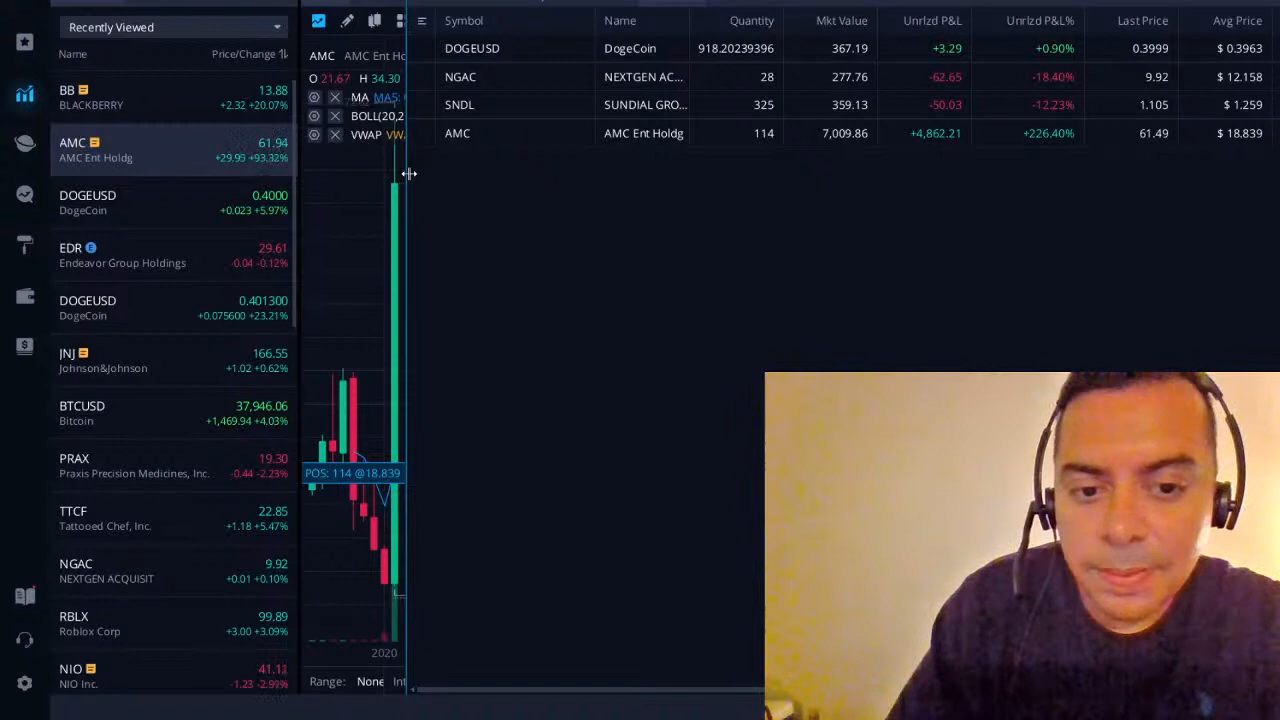 Recently Viewed
Name Price/Change
BB 13.88
BLACKBERRY +2.32 +20.07%
AMC 61.94
AMC Ent Holdg +29.93 +93.32%
DOGEUSD 0.4000
DogeCoin +0.023 +5.97%
EDR E 29.61
Endeavor Group Holdings -0.04 -0.12%
DOGEUSD 0.401300
DogeCoin +0.075600 +23.21%
JNJ 166.55
Johnson&Johnson +1.02 +0.62%
BTCUSD 37,946.06
Bitcoin +1,469.94 +4.03%
PRAX 19.30
Praxis Precision Medicines, Inc. -0.44 -2.23%
TTCF 22.85
Tattooed Chef, Inc. +1.18 +5.47%
NGAC 9.92
NEXTGEN ACQUISIT +0.01 +0.10%
RBLX 99.89
Roblox Corp +3.00 +3.09%
NIO 41.11
NIO Inc. -1.23 -2.99%
AMC AMC Ent Ho
O 21.67 H 34.30
MA MA5:
BOLL(20,2
VWAP VW
POS: 114 @18.839
2020
Range: None Int
Symbol Name Quantity Mkt Value Unrlzd P&L Unrlzd P&L% Last Price Avg Price
DOGEUSD DogeCoin 918.20239396 367.19 +3.29 +0.90% 0.3999 $ 0.3963
NGAC NEXTGEN AC... 28 277.76 -62.65 -18.40% 9.92 $ 12.158
SNDL SUNDIAL GRO... 325 359.13 -50.03 -12.23% 1.105 $ 1.259
AMC AMC Ent Holdg 114 7,009.86 +4,862.21 +226.40% 61.49 $ 18.839